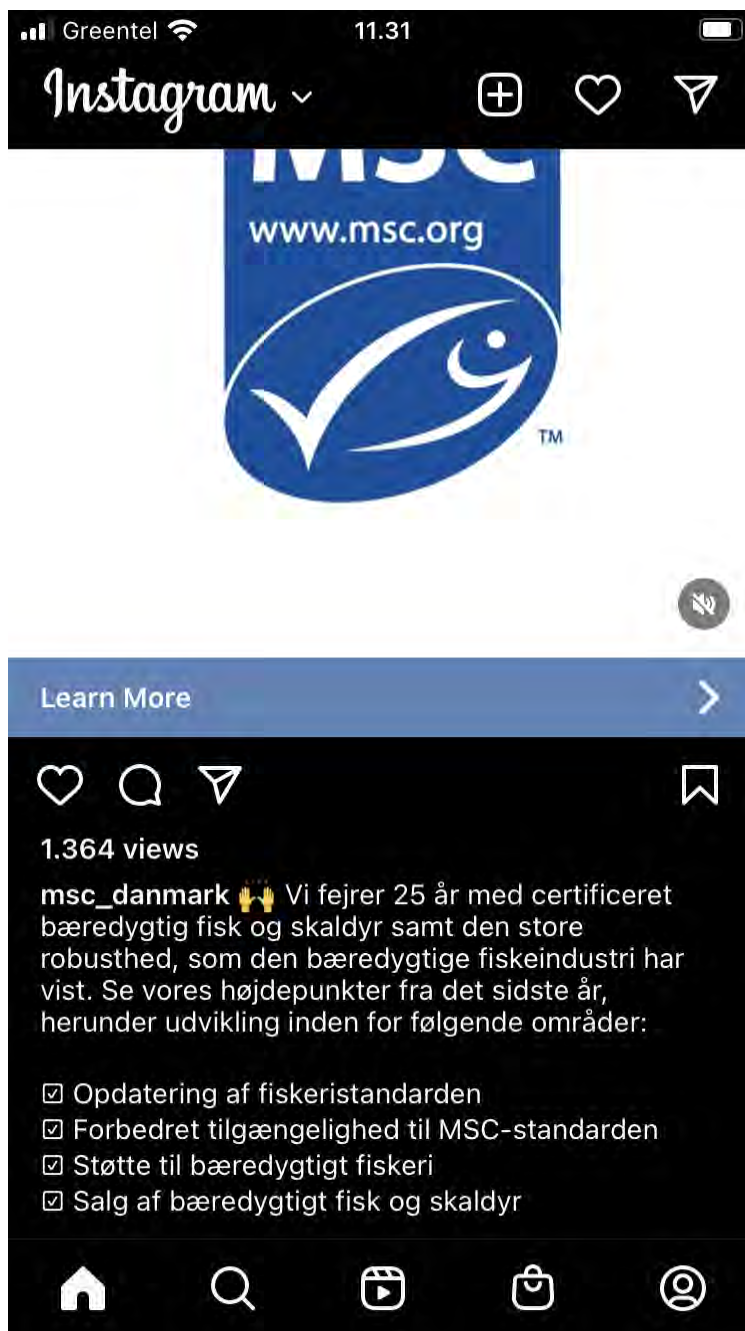 Greentel
11.31
Instagram
MSC
www.msc.org
TM
Learn More
1.364 views
msc_danmark 🙌 Vi fejrer 25 år med certificeret
bæredygtig fisk og skaldyr samt den store
robusthed, som den bæredygtige fiskeindustri har
vist. Se vores højdepunkter fra det sidste år,
herunder udvikling inden for følgende områder:
☑ Opdatering af fiskeristandarden
☑ Forbedret tilgængelighed til MSC-standarden
☑ Støtte til bæredygtigt fiskeri
☑ Salg af bæredygtigt fisk og skaldyr